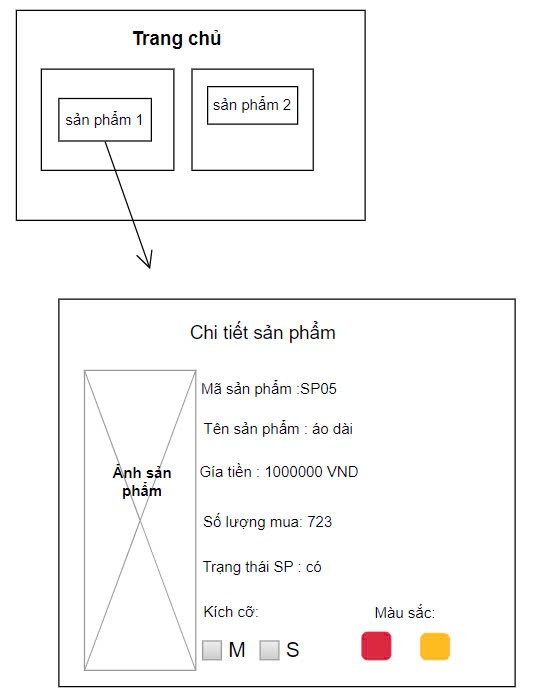 Trang chủ
sản phẩm 1
sản phẩm 2
Chi tiết sản phẩm
Ảnh sản
phẩm
Mã sản phẩm :SP05
Tên sản phẩm : áo dài
Gía tiền : 1000000 VND
Số lượng mua: 723
Trạng thái SP : có
Kích cỡ:
Màu sắc:
M
S